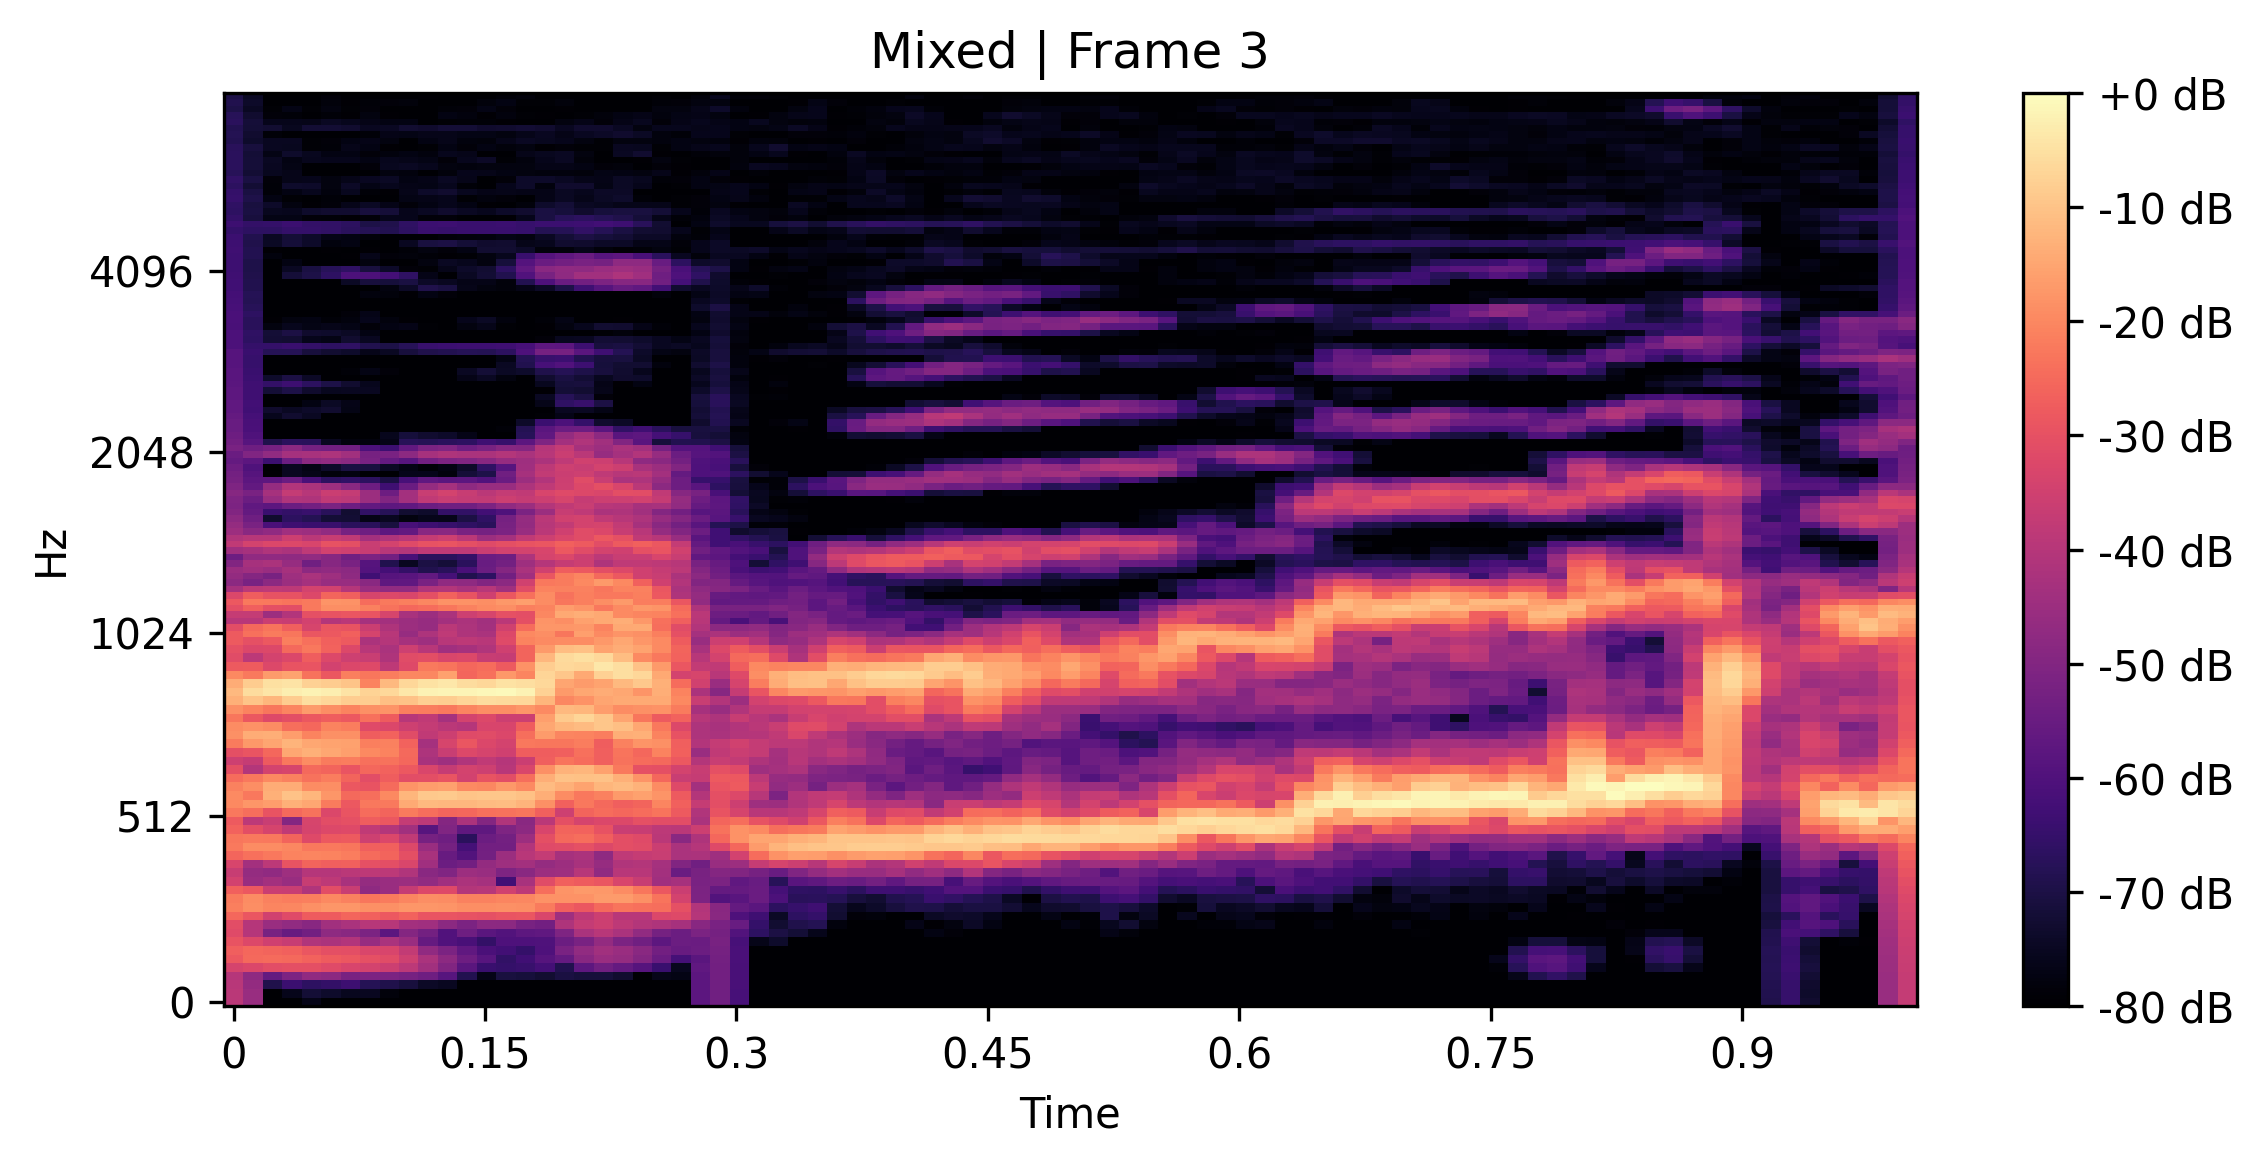 Mixed | Frame 3
Hz
4096
2048
1024
512
0
0
0.15
0.3
0.45
0.6
0.75
0.9
Time
+0 dB
-10 dB
-20 dB
-30 dB
-40 dB
-50 dB
-60 dB
-70 dB
-80 dB